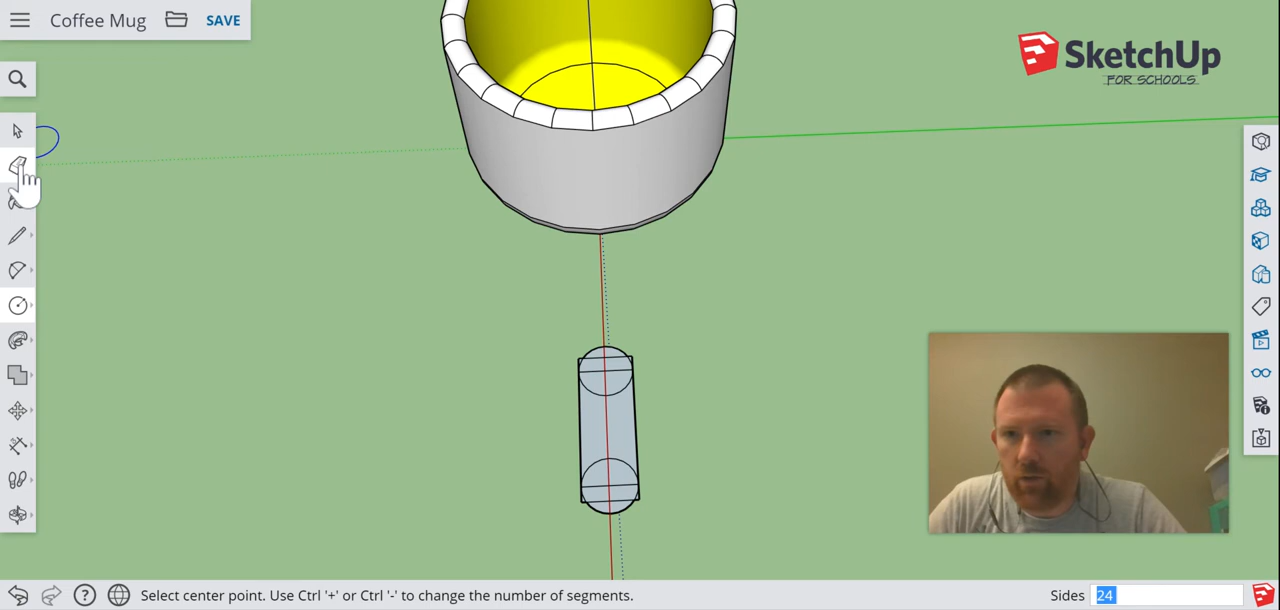 Coffee Mug SAVE
SketchUp
FOR SCHOOLS
Select center point. Use Ctrl '+' or Ctrl '-' to change the number of segments.
Sides 24